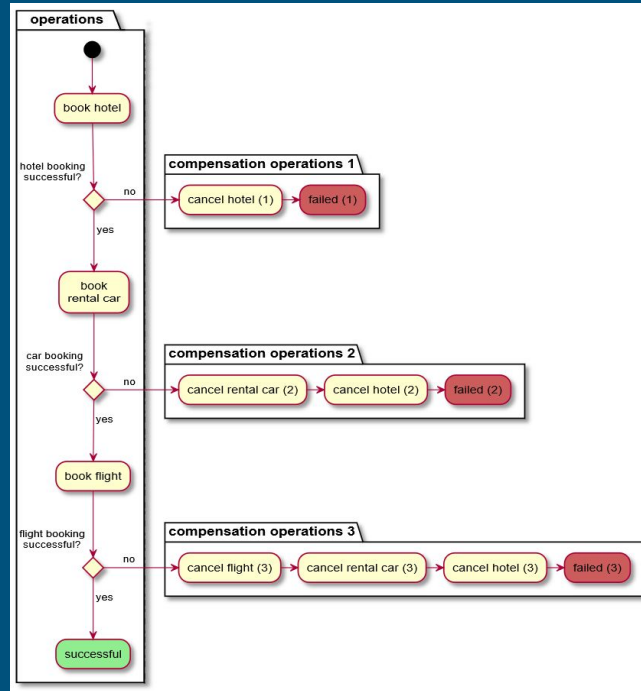 operations
book hotel
hotel booking
successful?
no
yes
compensation operations 1
cancel hotel (1)
failed (1)
book
rental car
car booking
successful?
no
yes
compensation operations 2
cancel rental car (2)
cancel hotel (2)
failed (2)
book flight
flight booking
successful?
no
yes
compensation operations 3
cancel flight (3)
cancel rental car (3)
cancel hotel (3)
failed (3)
successful